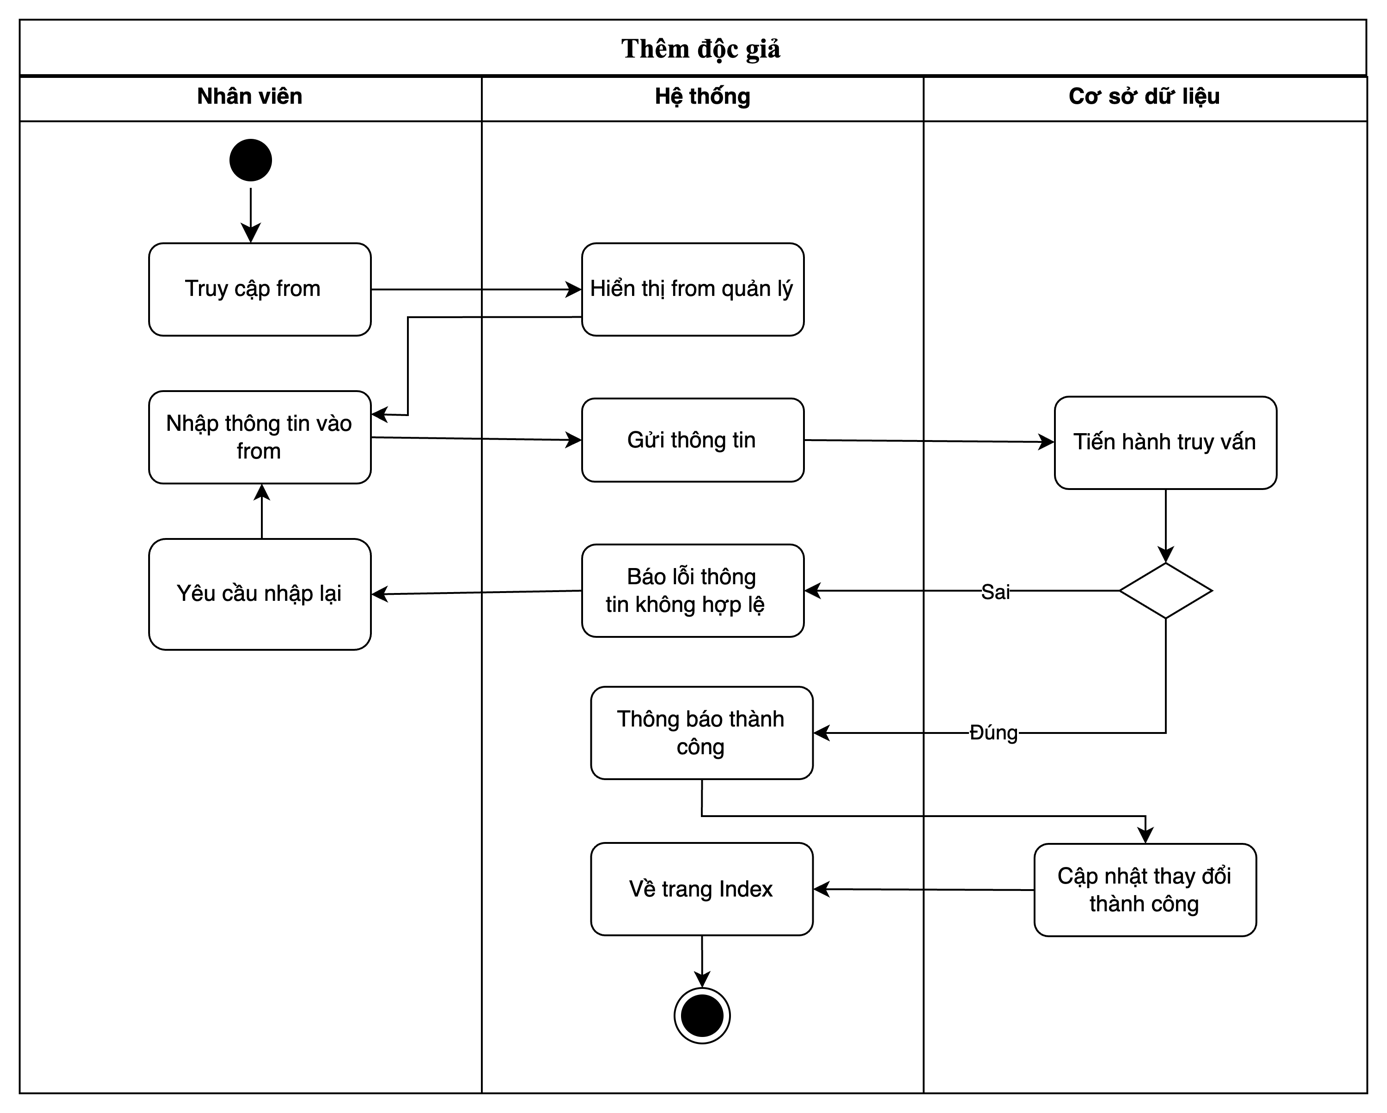 Thêm độc giả
Nhân viên
Hệ thống
Cơ sở dữ liệu
Truy cập from
Hiển thị from quản lý
Nhập thông tin vào
from
Gửi thông tin
Tiến hành truy vấn
Yêu cầu nhập lại
Báo lỗi thông
tin không hợp lệ
Sai
Thông báo thành
công
Đúng
Về trang Index
Cập nhật thay đổi
thành công